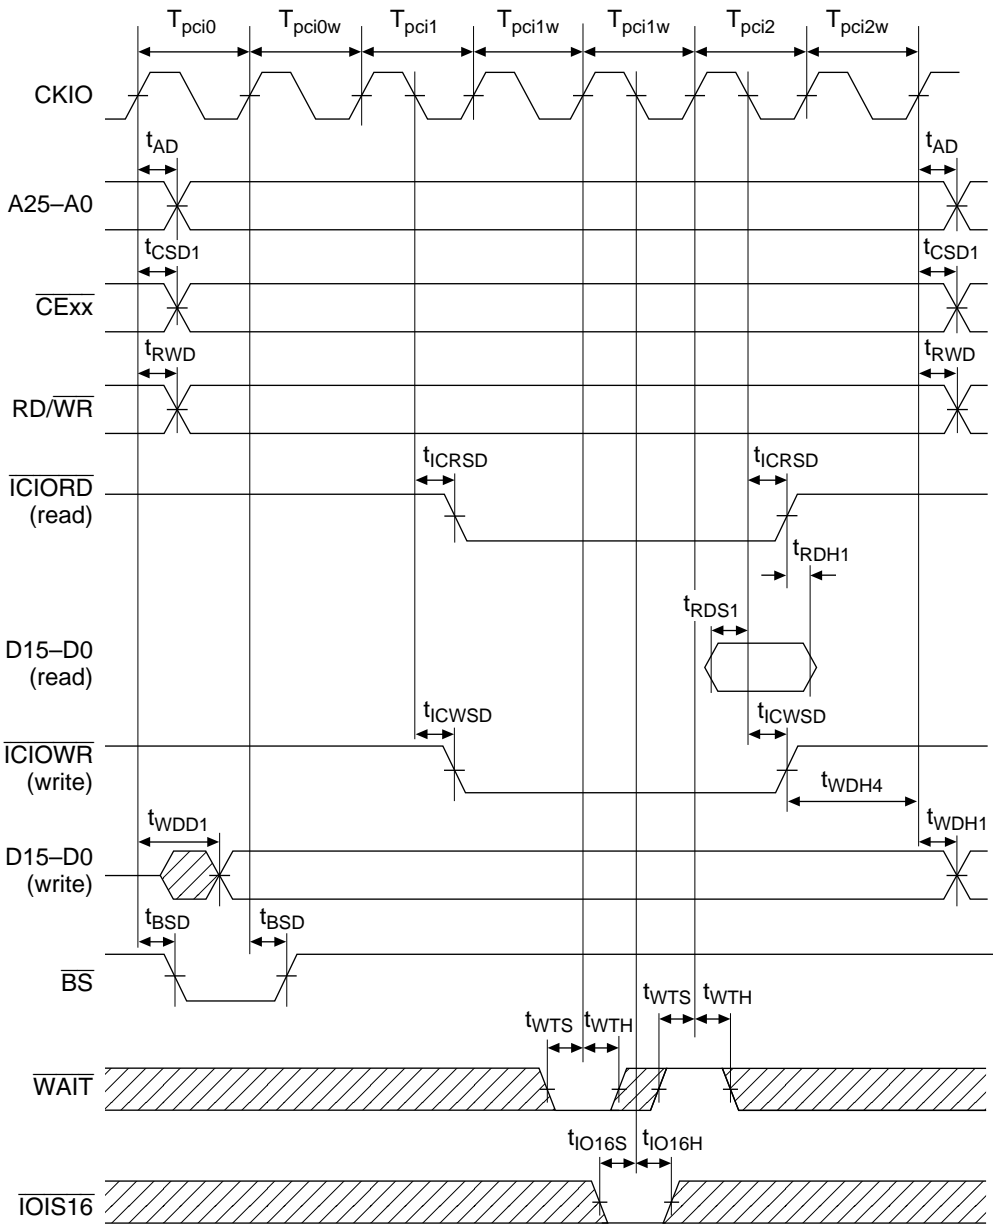 Tpci0 Tpci0w Tpci1 Tpci1w Tpci1w Tpci2 Tpci2w
CKIO
tAD tAD
A25–A0
tCSD1 tCSD1
CExx
tRWD tRWD
RD/WR
tICRSD tICRSD
ICIORD
(read)
tRDH1
tRDS1
D15–D0
(read)
tICWSD tICWSD
ICIOWR
(write)
tWDH4
tWDD1 tWDH1
D15–D0
(write)
tBSD tBSD
BS
tWTS tWTH
tWTS tWTH
WAIT
tIO16S tIO16H
IOIS16